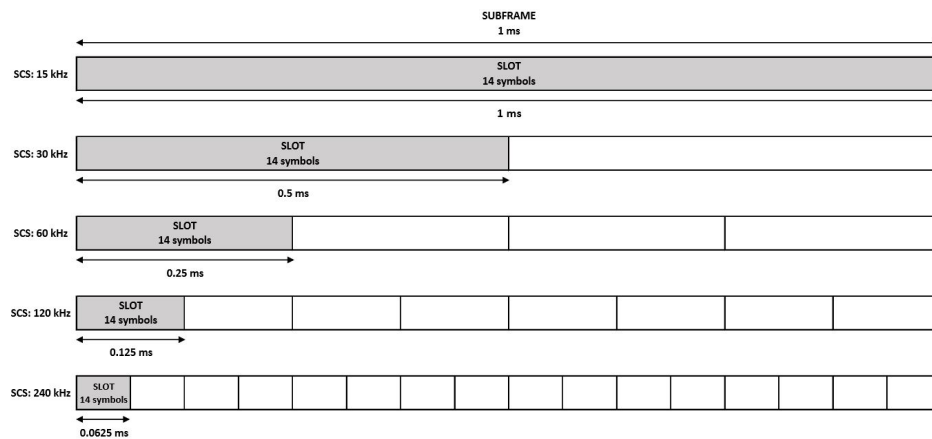 SUBFRAME
1 ms
SCS: 15 kHz
SLOT
14 symbols
1 ms
SCS: 30 kHz
SLOT
14 symbols
0.5 ms
SCS: 60 kHz
SLOT
14 symbols
0.25 ms
SCS: 120 kHz
SLOT
14 symbols
0.125 ms
SCS: 240 kHz
SLOT
14 symbols
0.0625 ms